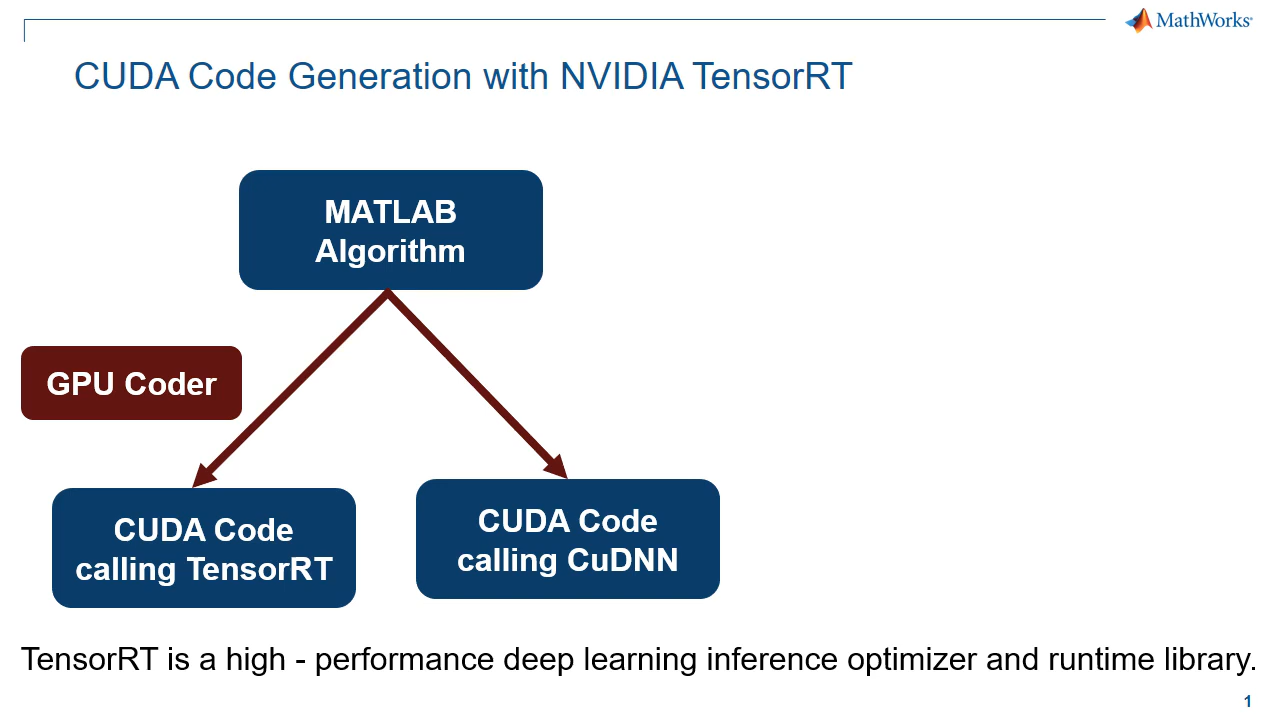 MathWorks
CUDA Code Generation with NVIDIA TensorRT
MATLAB
Algorithm
GPU Coder
CUDA Code
calling TensorRT
CUDA Code
calling CuDNN
TensorRT is a high - performance deep learning inference optimizer and runtime library.
1